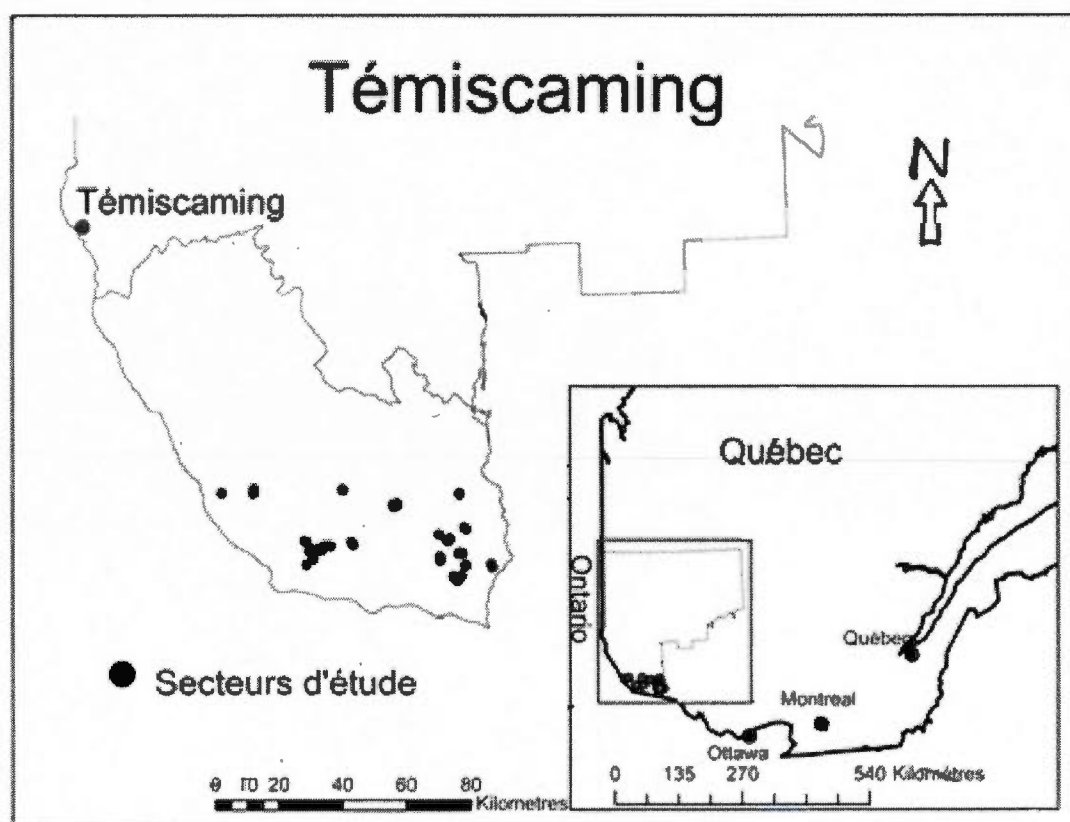 Témiscaming
N
Témiscaming
Québec
Ontario
Québec
Montreal
Ottawa
Secteurs d'étude
0 10 20 40 60 80
Kilometres
0 135 270 540 Kilométres